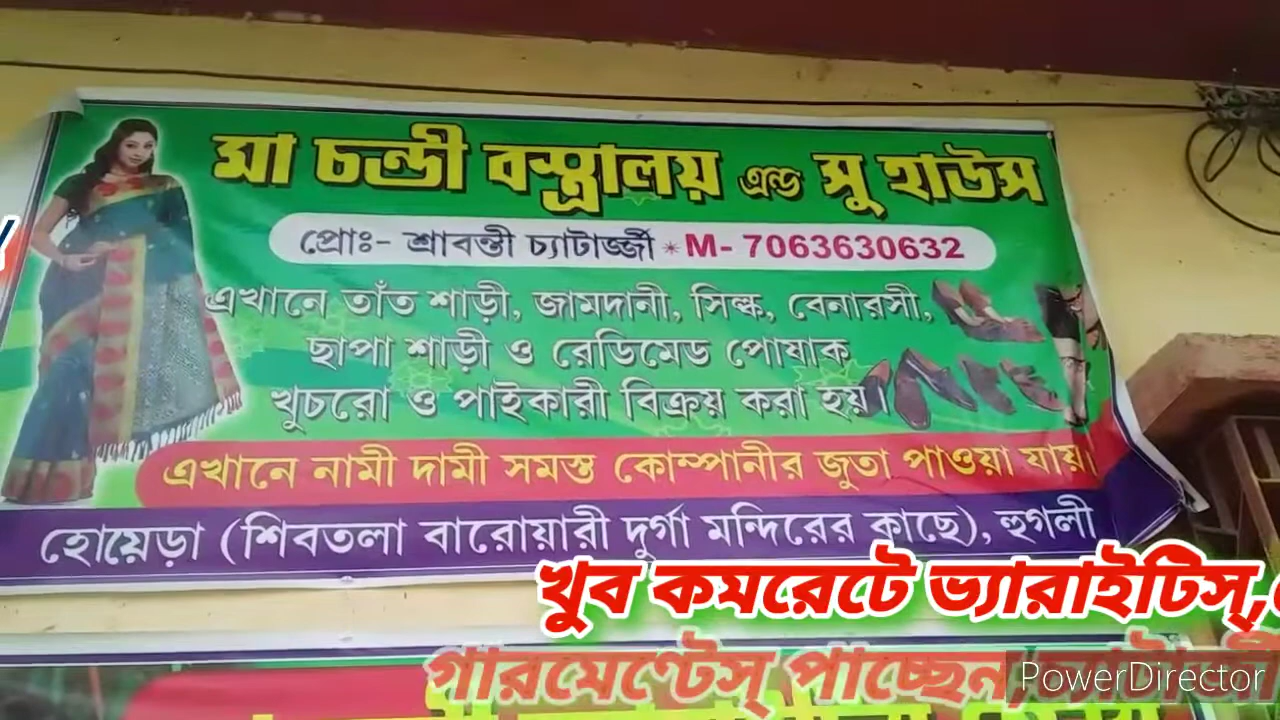 মা চন্ডী বস্ত্রালয় এন্ড সু হাউস
প্রোঃ- শ্রাবন্তী চ্যাটার্জ্জী * M- 7063630632
এখানে তাঁত শাড়ী, জামদানী, সিল্ক, বেনারসী,
ছাপা শাড়ী ও রেডিমেড পোষাক
খুচরো ও পাইকারী বিক্রয় করা হয়।
এখানে নামী দামী সমস্ত কোম্পানীর জুতা পাওয়া যায়।
হোয়েড়া (শিবতলা বারোয়ারী দুর্গা মন্দিরের কাছে), হুগলী
খুব কমরেটে ভ্যারাইটিস্,
গারমেন্টেস্ পাচ্ছেন,
PowerDirector